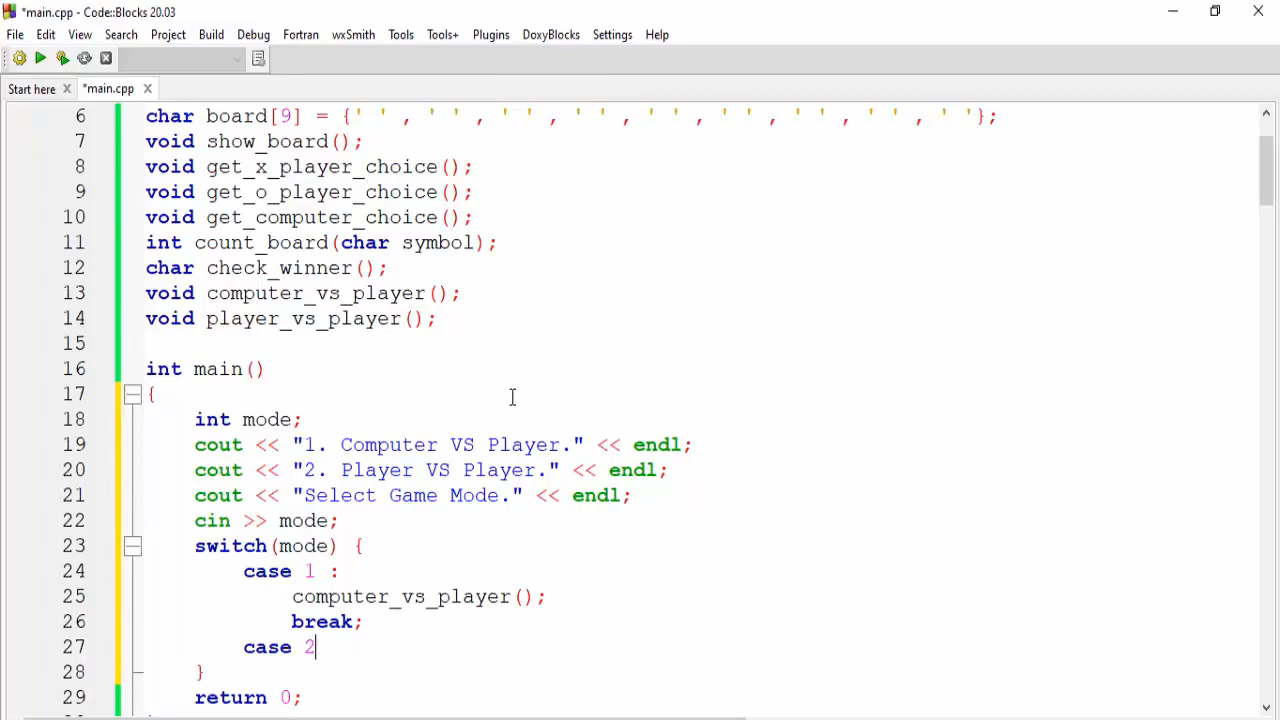 *main.cpp - Code::Blocks 20.03
File Edit View Search Project Build Debug Fortran wxSmith Tools Tools+ Plugins DoxyBlocks Settings Help
Start here *main.cpp
6 char board[9] = {' ', ' ', ' ', ' ', ' ', ' ', ' ', ' ', ' '};
7 void show_board();
8 void get_x_player_choice();
9 void get_o_player_choice();
10 void get_computer_choice();
11 int count_board(char symbol);
12 char check_winner();
13 void computer_vs_player();
14 void player_vs_player();
15
16 int main()
17 {
18 int mode;
19 cout << "1. Computer VS Player." << endl;
20 cout << "2. Player VS Player." << endl;
21 cout << "Select Game Mode." << endl;
22 cin >> mode;
23 switch(mode) {
24 case 1 :
25 computer_vs_player();
26 break;
27 case 2
28 }
29 return 0;